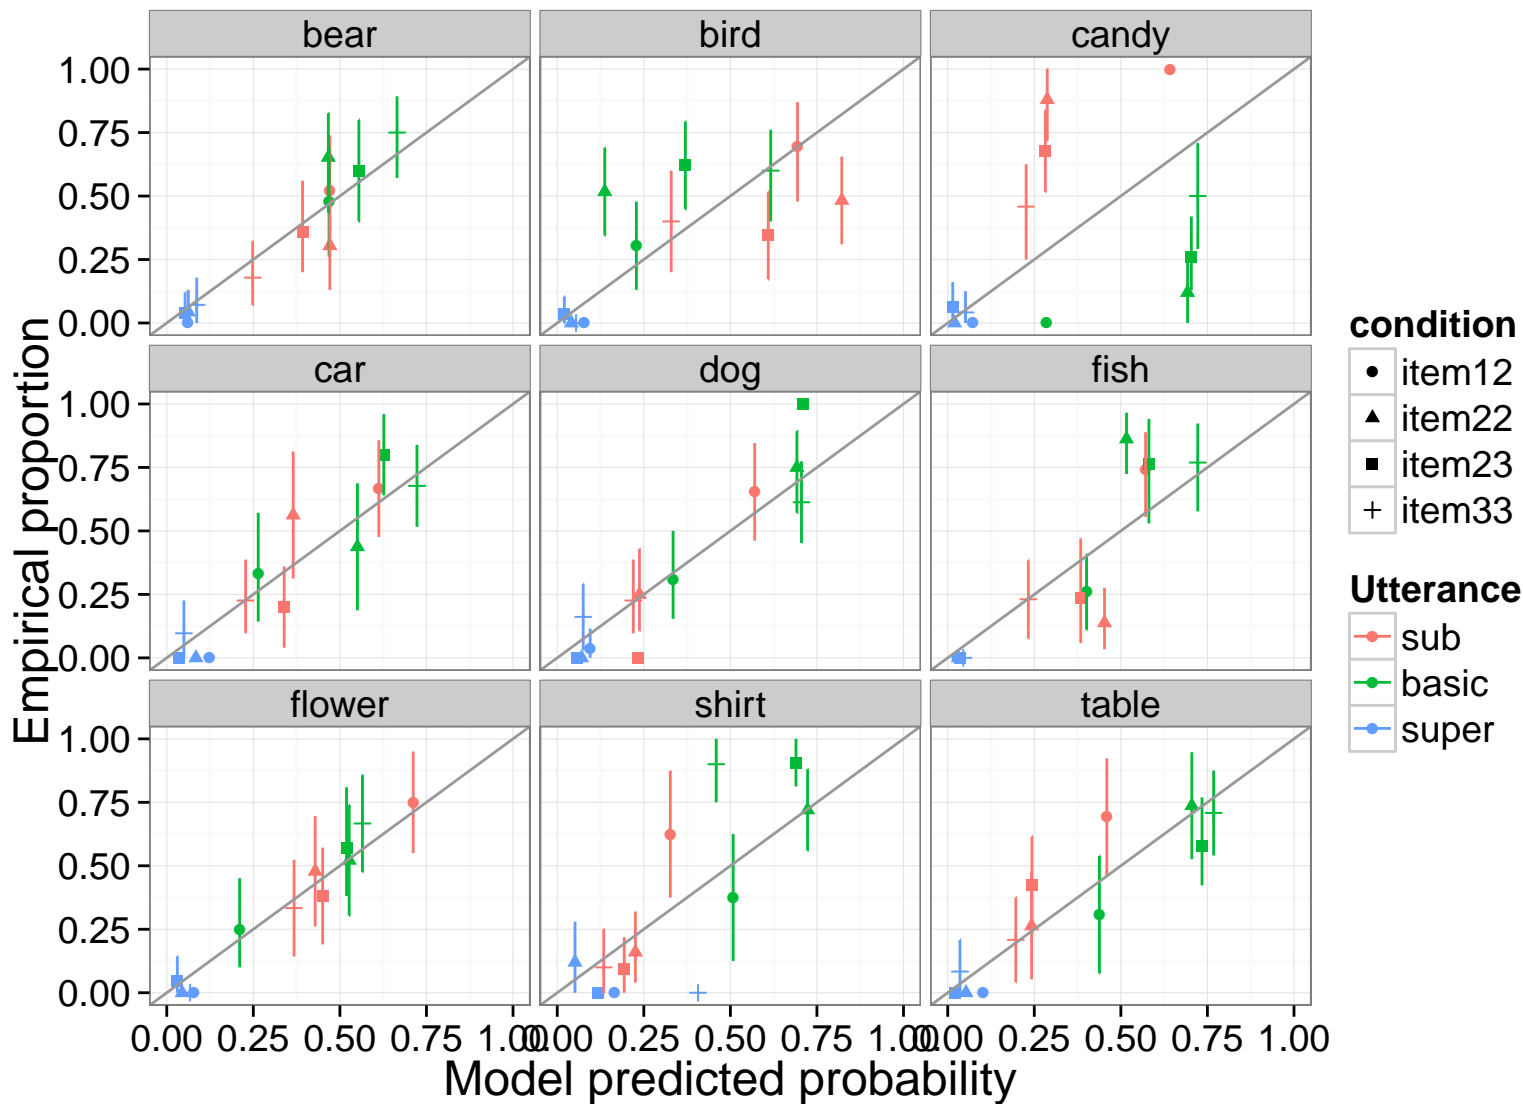 bear bird candy
1.00
0.75
0.50
0.25
0.00
car dog fish
1.00
0.75
0.50
0.25
0.00
flower shirt table
1.00
0.75
0.50
0.25
0.00
0.00 0.25 0.50 0.75 1.00 0.00 0.25 0.50 0.75 1.00 0.00 0.25 0.50 0.75 1.00
Model predicted probability
Empirical proportion
condition
item12
item22
item23
item33
Utterance
sub
basic
super